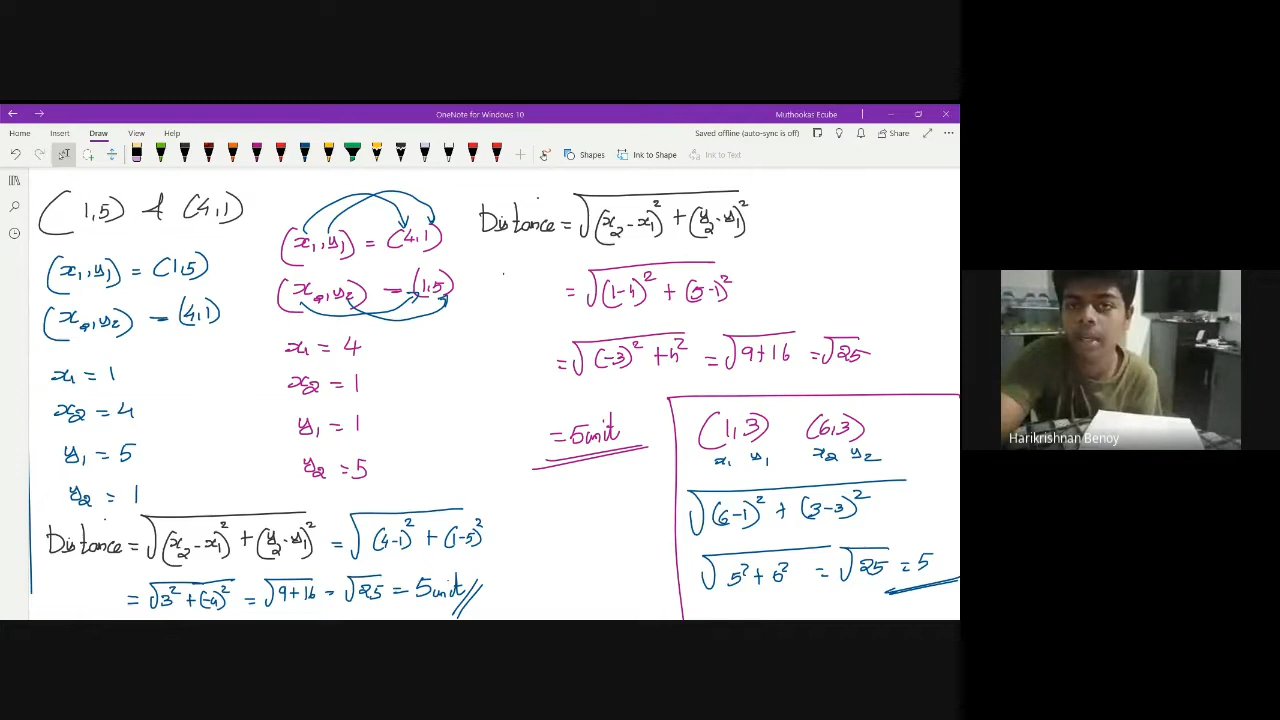 OneNote for Windows 10
Muthookas Ecube
Home Insert Draw View Help
Saved offline (auto-sync is off)
Share
Shapes
Ink to Shape
Ink to Text
(1,5) & (4,1)
(x₁,y₁) = (1,5)
(x₂,y₂) = (4,1)
x₁ = 1
x₂ = 4
y₁ = 5
y₂ = 1
Distance = √(x₂-x₁)² + (y₂-y₁)² = √(4-1)² + (1-5)²
= √3² + (-4)² = √9+16 = √25 = 5unit
(x₁,y₁) = (4,1)
(x₂,y₂) = (1,5)
x₁ = 4
x₂ = 1
y₁ = 1
y₂ = 5
Distance = √(x₂-x₁)² + (y₂-y₁)²
= √(1-4)² + (5-1)²
= √(-3)² + 4² = √9+16 = √25
= 5unit
(1,3) (6,3)
x₁ y₁ x₂ y₂
√(6-1)² + (3-3)²
√5² + 0² = √25 = 5
Harikrishnan Benoy